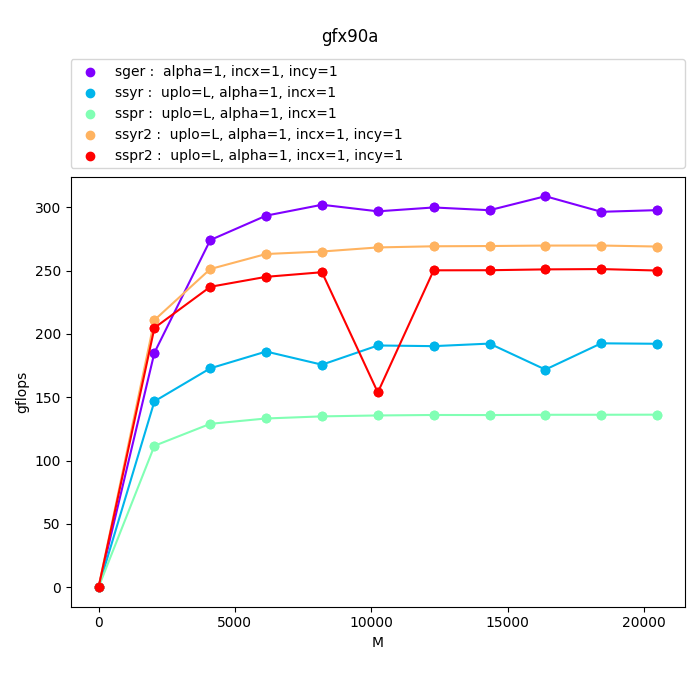 gfx90a
sger :  alpha=1, incx=1, incy=1
ssyr :  uplo=L, alpha=1, incx=1
sspr :  uplo=L, alpha=1, incx=1
ssyr2 :  uplo=L, alpha=1, incx=1, incy=1
sspr2 :  uplo=L, alpha=1, incx=1, incy=1
300
250
200
150
100
50
0
gflops
0 5000 10000 15000 20000
M